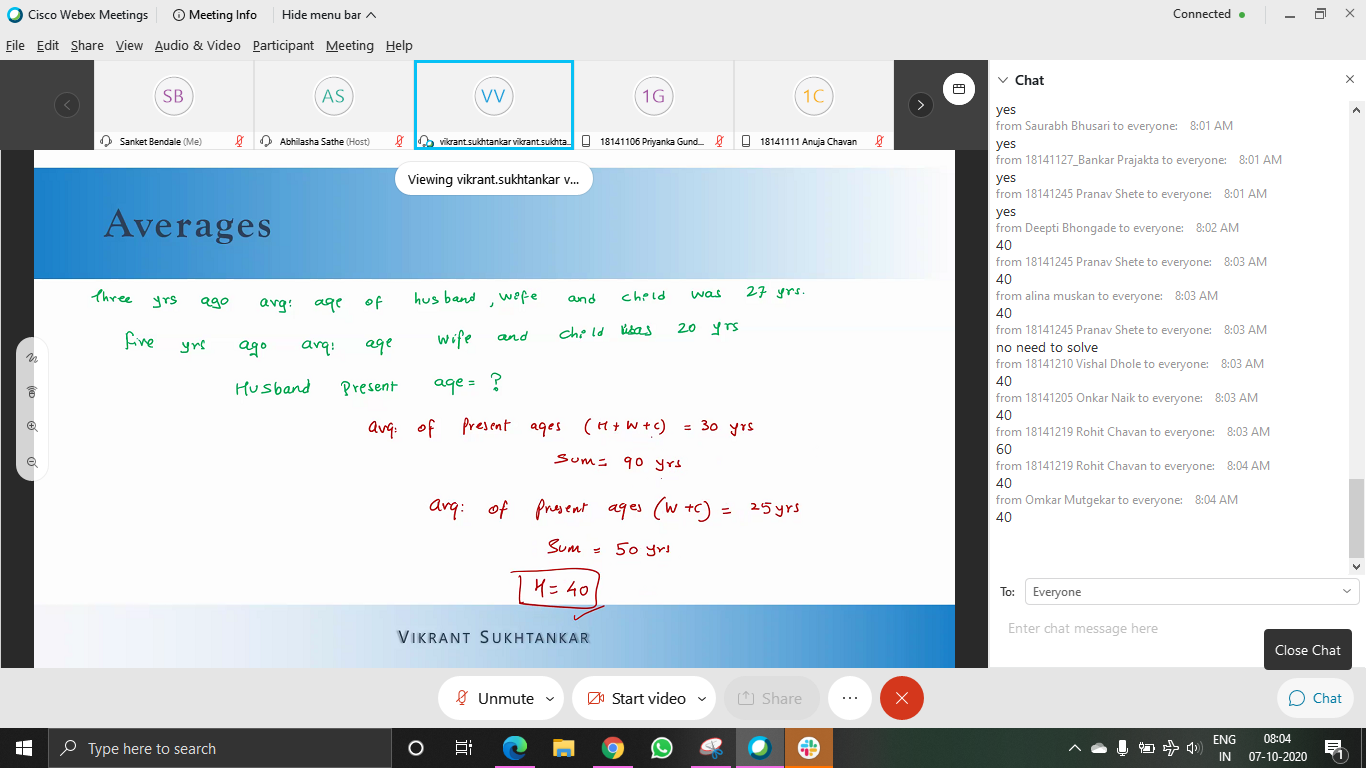 Cisco Webex Meetings
Meeting Info
Hide menu bar
Connected
File Edit Share View Audio & Video Participant Meeting Help
SB
AS
VV
1G
1C
Sanket Bendale (Me)
Abhilasha Sathe (Host)
vikrant.sukhtankar vikrant.sukhta...
18141106 Priyanka Gund...
18141111 Anuja Chavan
Viewing vikrant.sukhtankar v...
Averages
Three yrs ago avg: age of husband, wife and child was 27 yrs.
Five yrs ago avg: age wife and child was 20 yrs
Husband Present age = ?
avg: of Present ages (H+W+C) = 30 yrs
Sum = 90 yrs
avg: of Present ages (W+C) = 25 yrs
Sum = 50 yrs
H = 40
VIKRANT SUKHTANKAR
Chat
yes
from Saurabh Bhusari to everyone: 8:01 AM
yes
from 18141127_Bankar Prajakta to everyone: 8:01 AM
yes
from 18141245 Pranav Shete to everyone: 8:01 AM
yes
from Deepti Bhongade to everyone: 8:02 AM
40
from 18141245 Pranav Shete to everyone: 8:03 AM
40
from alina muskan to everyone: 8:03 AM
40
from 18141245 Pranav Shete to everyone: 8:03 AM
no need to solve
from 18141210 Vishal Dhole to everyone: 8:03 AM
40
from 18141205 Onkar Naik to everyone: 8:03 AM
40
from 18141219 Rohit Chavan to everyone: 8:03 AM
60
from 18141219 Rohit Chavan to everyone: 8:04 AM
40
from Omkar Mutgekar to everyone: 8:04 AM
40
To: Everyone
Enter chat message here
Close Chat
Unmute
Start video
Share
Chat
Type here to search
ENG
IN
08:04
07-10-2020
1